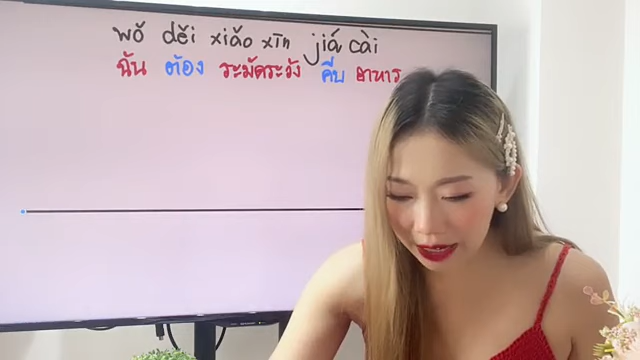 wǒ děi xiǎo xīn jiá cài
ฉัน ต้อง ระมัดระวัง คีบ อาหาร